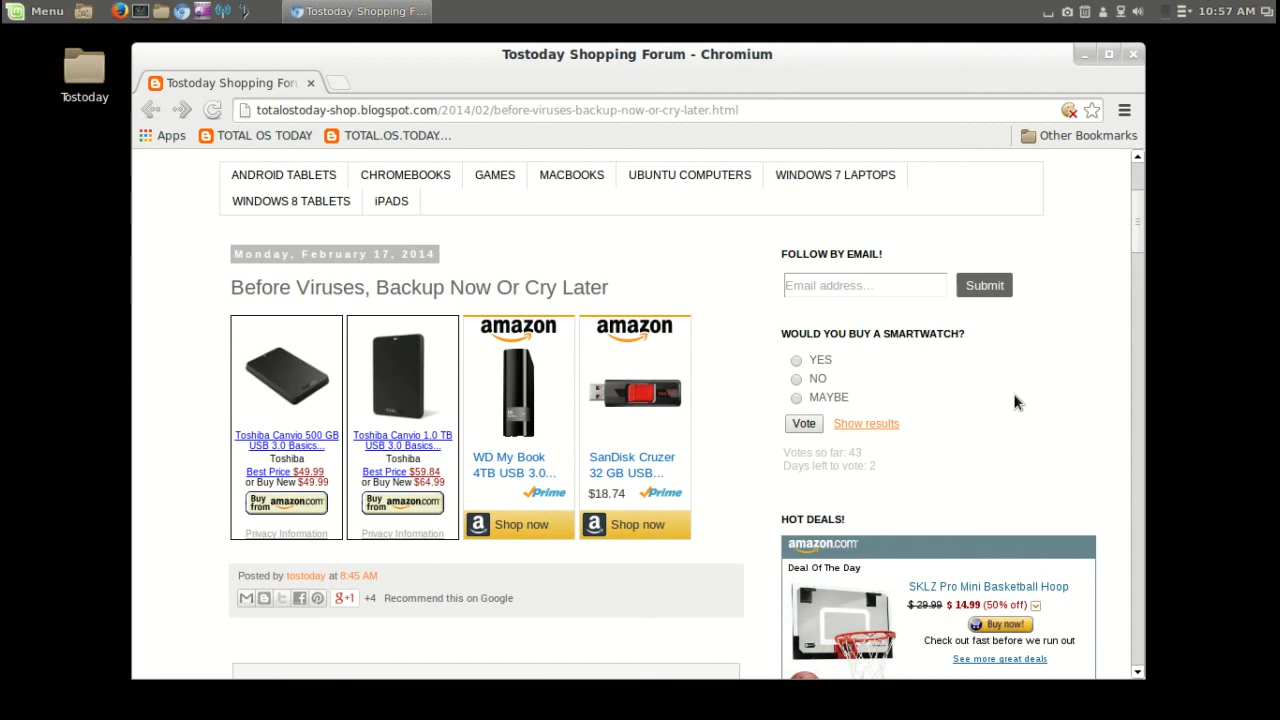 Menu
Tostoday Shopping F...
10:57 AM
Tostoday
Tostoday Shopping Forum - Chromium
Tostoday Shopping For
totalostoday-shop.blogspot.com/2014/02/before-viruses-backup-now-or-cry-later.html
Apps
TOTAL OS TODAY
TOTAL.OS.TODAY....
Other Bookmarks
ANDROID TABLETS
CHROMEBOOKS
GAMES
MACBOOKS
UBUNTU COMPUTERS
WINDOWS 7 LAPTOPS
WINDOWS 8 TABLETS
iPADS
Monday, February 17, 2014
Before Viruses, Backup Now Or Cry Later
Toshiba Canvio 500 GB
USB 3.0 Basics...
Toshiba
Best Price $49.99
or Buy New $49.99
Buy from amazon.com
Privacy Information
Toshiba Canvio 1.0 TB
USB 3.0 Basics...
Toshiba
Best Price $59.84
or Buy New $64.99
Buy from amazon.com
Privacy Information
amazon
WD My Book
4TB USB 3.0...
Prime
Shop now
amazon
SanDisk Cruzer
32 GB USB...
$18.74
Prime
Shop now
Posted by tostoday at 8:45 AM
g+1
+4
Recommend this on Google
FOLLOW BY EMAIL!
Email address...
Submit
WOULD YOU BUY A SMARTWATCH?
YES
NO
MAYBE
Vote
Show results
Votes so far: 43
Days left to vote: 2
HOT DEALS!
amazon.com
Deal Of The Day
SKLZ Pro Mini Basketball Hoop
$ 29.99 $ 14.99 (50% off)
Buy now!
Check out fast before we run out
See more great deals